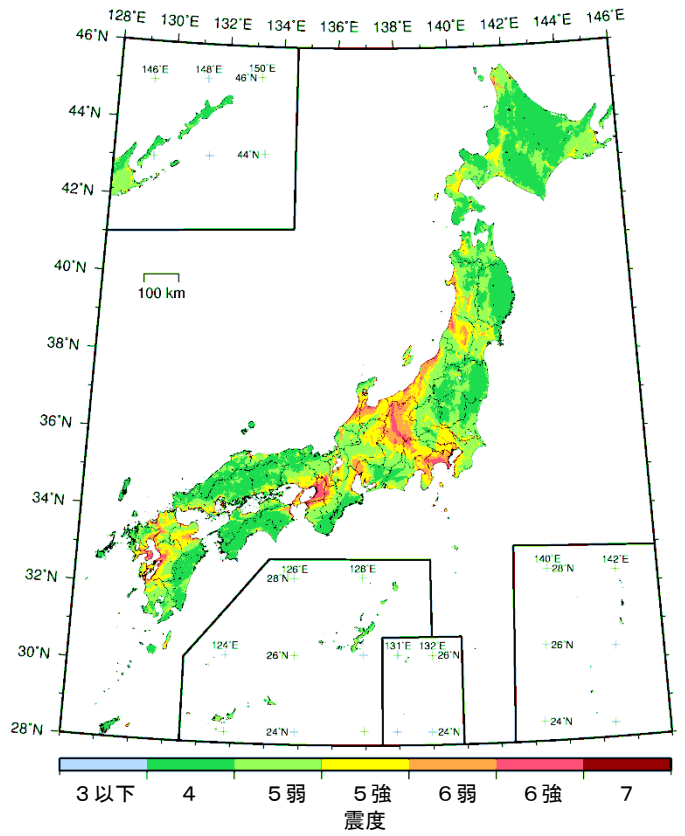 128°E 130°E 132°E 134°E 136°E 138°E 140°E 142°E 144°E 146°E
46°N
146°E 148°E 150°E
46°N
44°N
44°N
42°N
40°N
100 km
38°N
36°N
34°N
32°N
126°E 128°E
28°N
140°E 142°E
28°N
30°N
124°E
26°N
131°E 132°E
26°N
26°N
28°N
24°N
24°N
24°N
3以下 4 5弱 5強 6弱 6強 7
震度